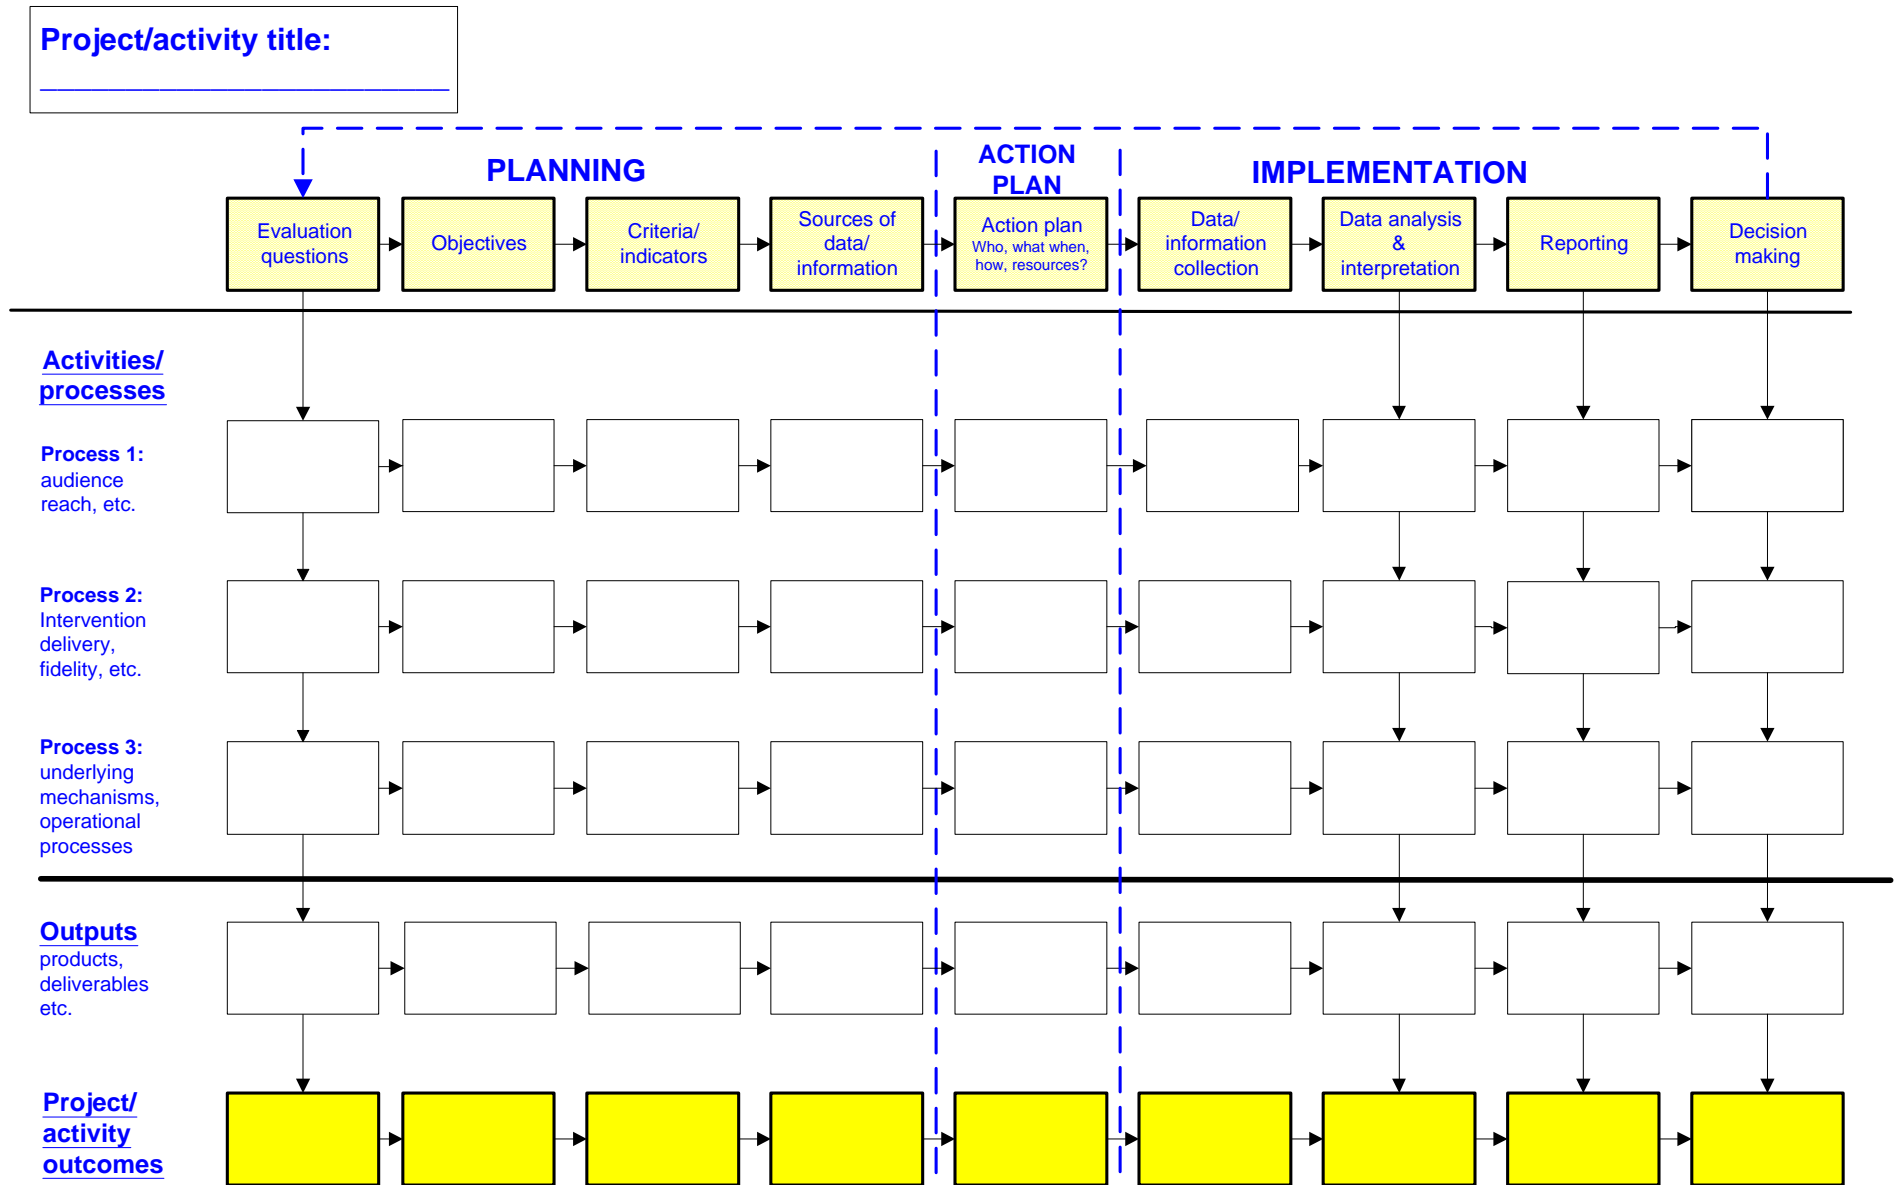 Project/activity title:
________________________
PLANNING
ACTION
PLAN
IMPLEMENTATION
Evaluation
questions
Objectives
Criteria/
indicators
Sources of
data/
information
Action plan
Who, what when,
how, resources?
Data/
information
collection
Data analysis
&
interpretation
Reporting
Decision
making
Activities/
processes
Process 1:
audience
reach, etc.
Process 2:
Intervention
delivery,
fidelity, etc.
Process 3:
underlying
mechanisms,
operational
processes
Outputs
products,
deliverables
etc.
Project/
activity
outcomes